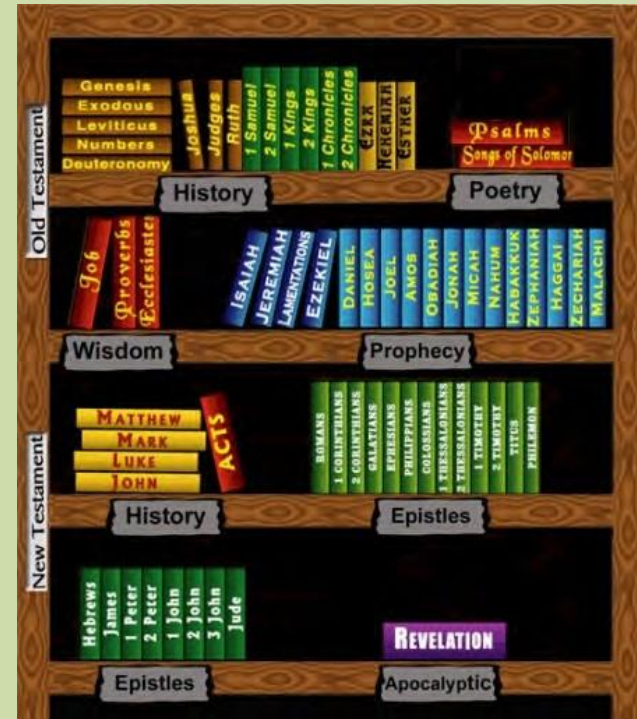 Old Testament
Genesis
Exodous
Leviticus
Numbers
Deuteronomy
Joshua
Judges
Ruth
1 Samuel
2 Samuel
1 Kings
2 Kings
1 Chronicles
2 Chronicles
EZRA
NEHEMIAH
ESTHER
Psalms
Songs of Solomon
History
Poetry
Job
Proverbs
Ecclesiastes
ISAIAH
JEREMIAH
LAMENTATIONS
EZEKIEL
DANIEL
HOSEA
JOEL
AMOS
OBADIAH
JONAH
MICAH
NAHUM
HABAKKUK
ZEPHANIAH
HAGGAI
ZECHARIAH
MALACHI
Wisdom
Prophecy
New Testament
MATTHEW
MARK
LUKE
JOHN
ACTS
ROMANS
1 CORINTHIANS
2 CORINTHIANS
GALATIANS
EPHESIANS
PHILIPPIANS
COLOSSIANS
1 THESSALONIANS
2 THESSALONIANS
1 TIMOTHY
2 TIMOTHY
TITUS
PHILEMON
History
Epistles
Hebrews
James
1 Peter
2 Peter
1 John
2 John
3 John
Jude
REVELATION
Epistles
Apocalyptic